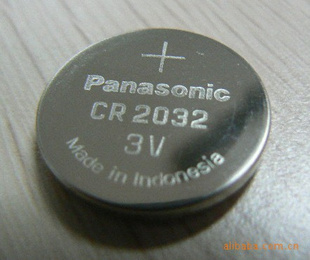 +
Panasonic
CR 2032
3V
Made in Indonesia